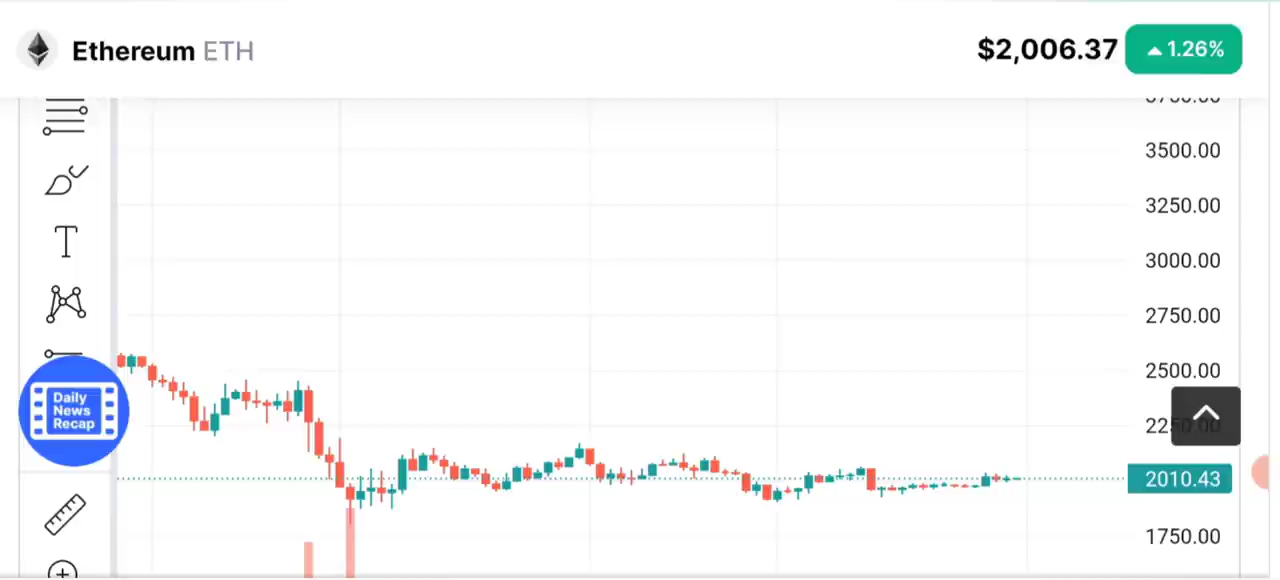 Ethereum ETH
$2,006.37 1.26%
3500.00
3250.00
3000.00
2750.00
2500.00
2010.43
1750.00
T
Daily
News
Recap